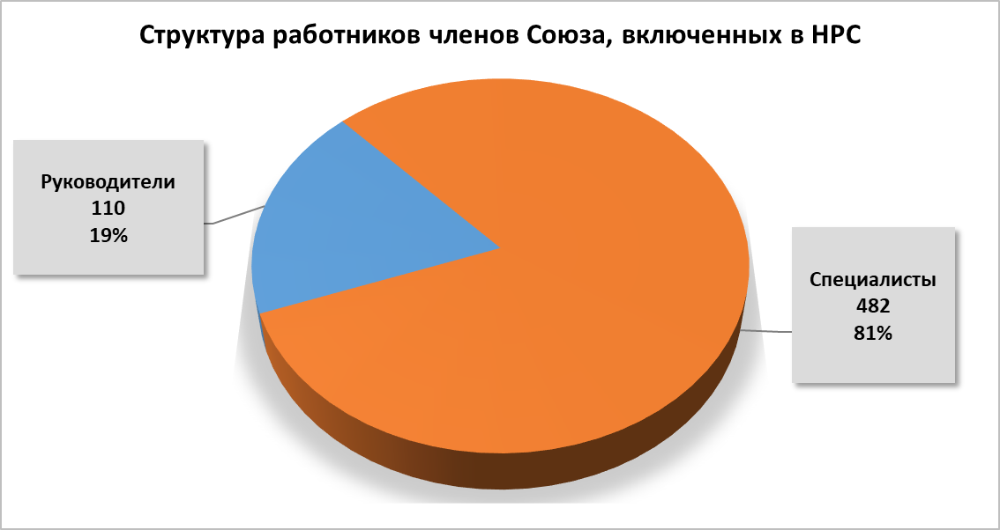 Структура работников членов Союза, включенных в НРС
Руководители
110
19%
Специалисты
482
81%